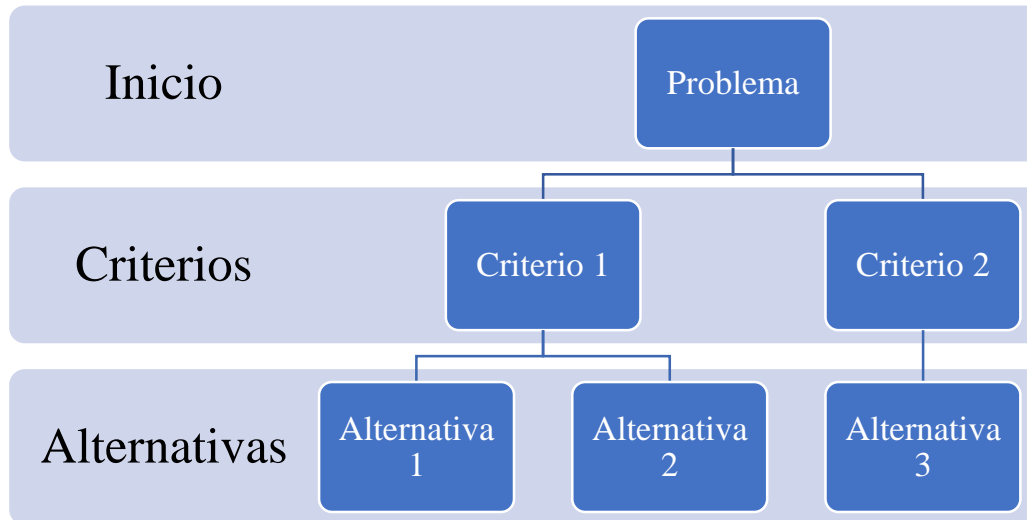 Inicio
Problema
Criterios
Criterio 1
Criterio 2
Alternativas
Alternativa
1
Alternativa
2
Alternativa
3